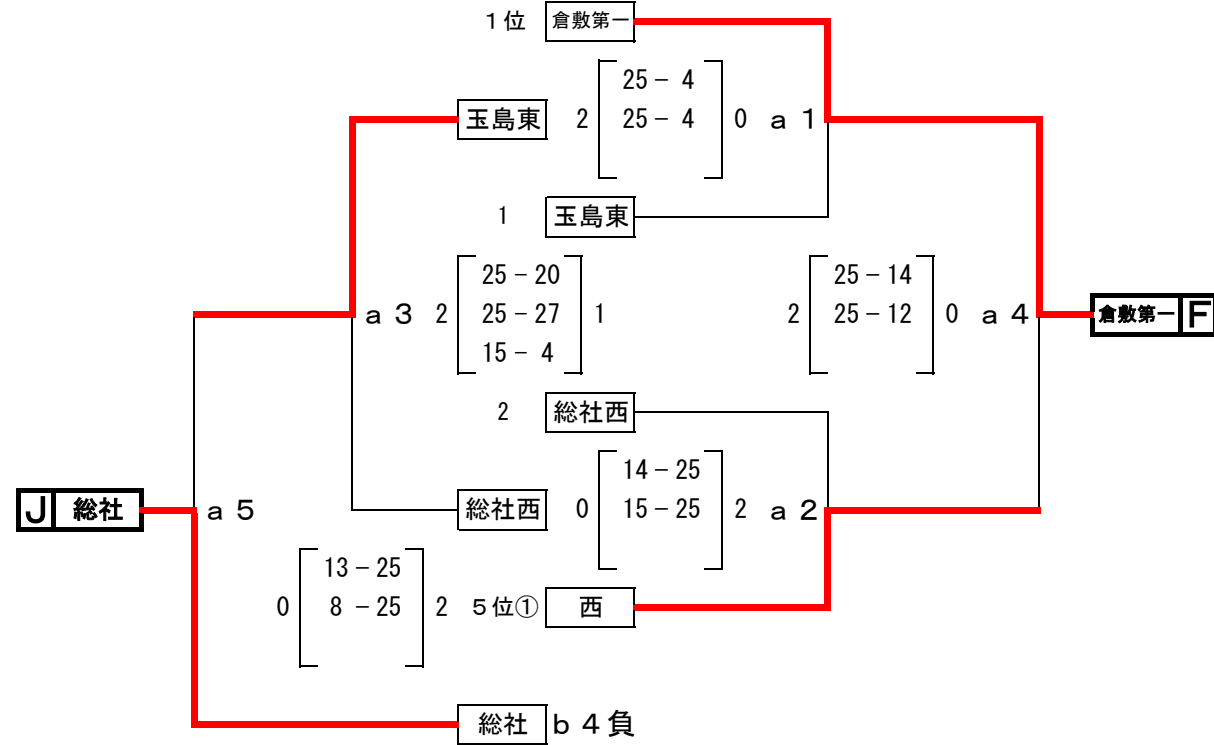 １位 倉敷第一
玉島東 2 25－ 4 0 ａ１
25－ 4
1 玉島東
ａ３ 2 25－20 1
25－27
15－ 4
2 25－14 0 ａ４
25－12
倉敷第一 Ｆ
2 総社西
総社西 0 14－25 2 ａ２
15－25
Ｊ 総社 ａ５
0 13－25 2
8 －25
５位① 西
総社 ｂ４負